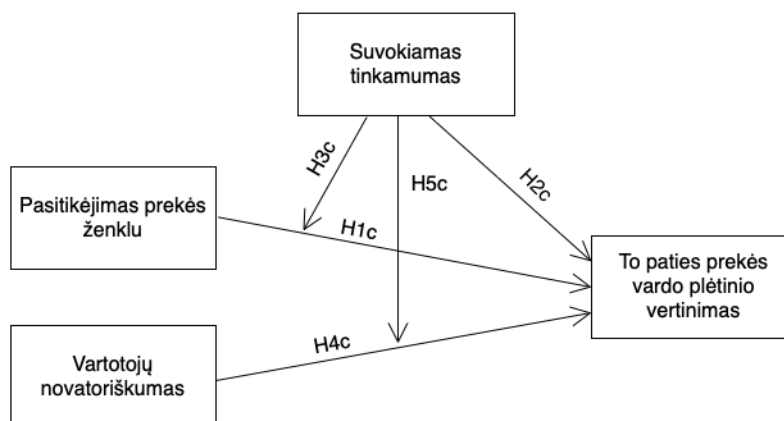 Suvokiamas
tinkamumas
H3c
H5c
H2c
Pasitikėjimas prekės
ženklu
H1c
To paties prekės
vardo plėtinio
vertinimas
H4c
Vartotojų
novatoriškumas